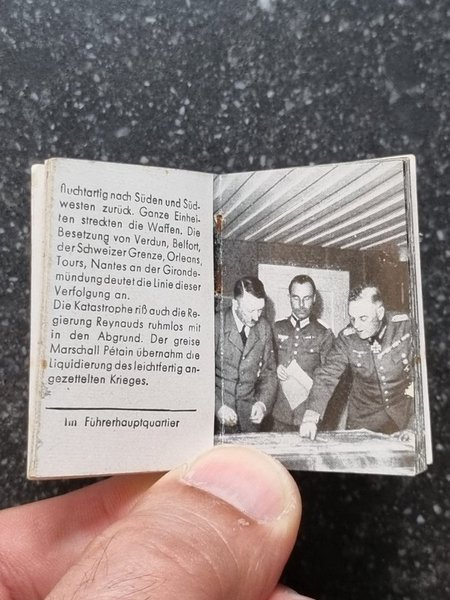 fluchtartig nach Süden und Süd-
westen zurück. Ganze Einhei-
ten streckten die Waffen. Die
Besetzung von Verdun, Belfort,
der Schweizer Grenze, Orleans,
Tours, Nantes an der Gironde-
mündung deutet die Linie dieser
Verfolgung an.
Die Katastrophe riß auch die Re-
gierung Reynauds ruhmlos mit
in den Abgrund. Der greise
Marschall Pétain übernahm die
Liquidierung des leichtfertig an-
gezettelten Krieges.
Im Führerhauptquartier